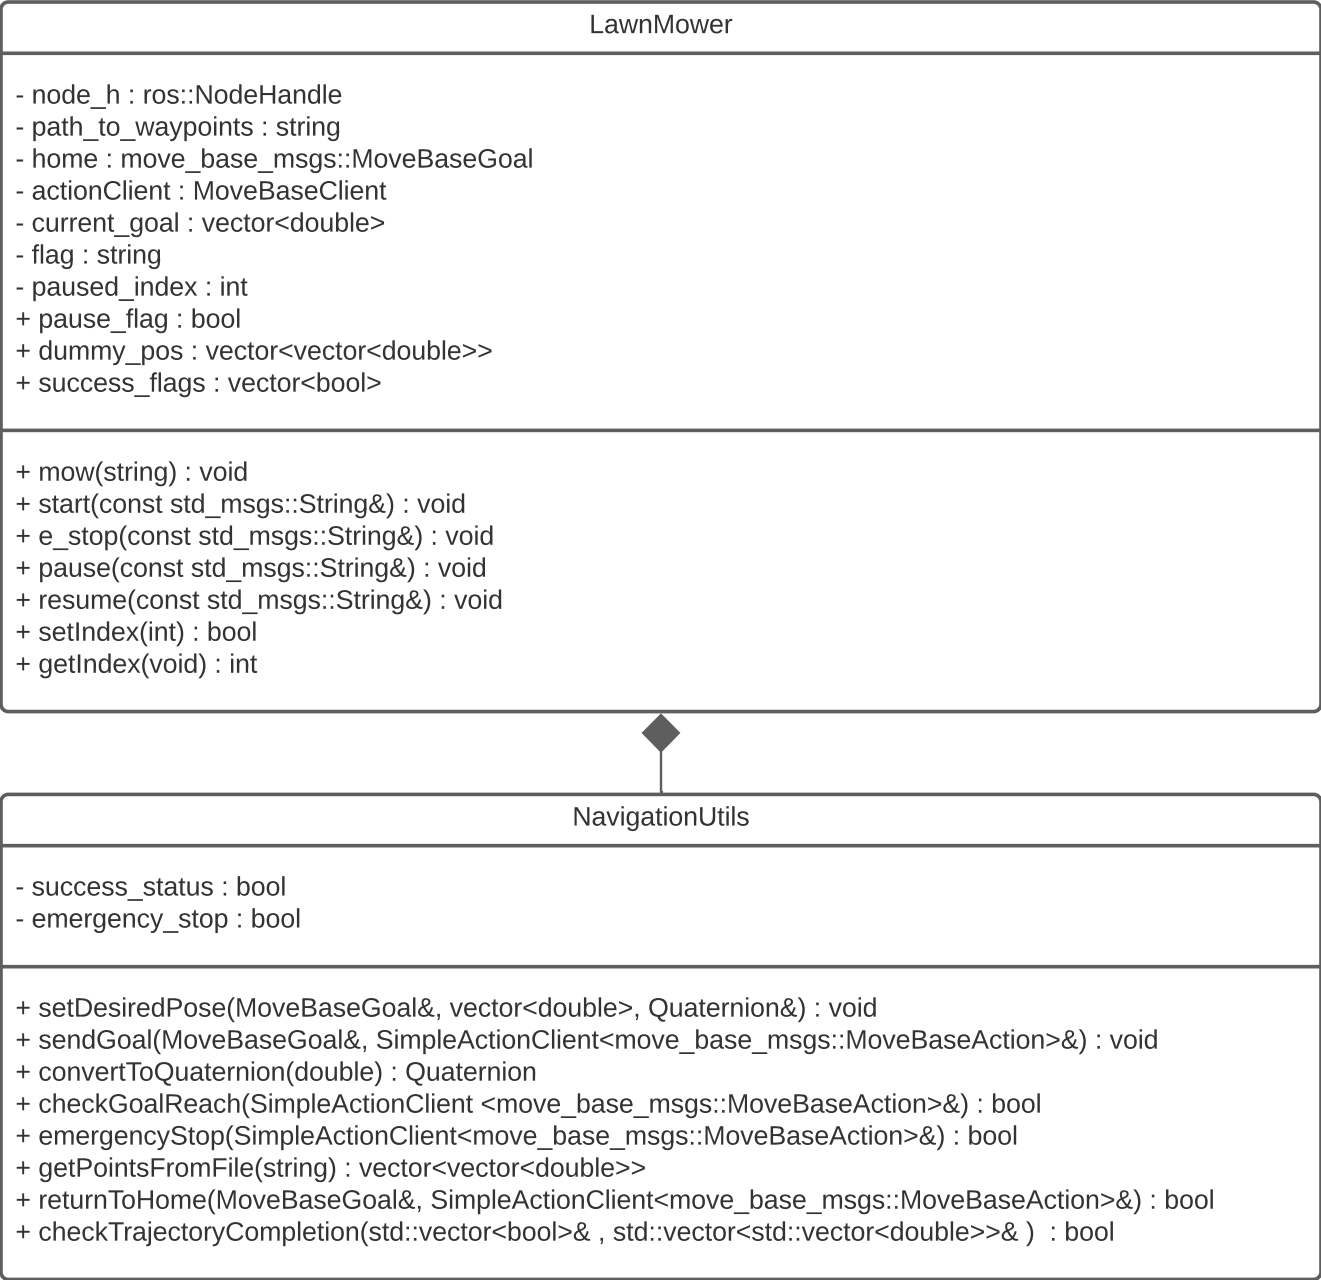 LawnMower
- node_h : ros::NodeHandle
- path_to_waypoints : string
- home : move_base_msgs::MoveBaseGoal
- actionClient : MoveBaseClient
- current_goal : vector<double>
- flag : string
- paused_index : int
+ pause_flag : bool
+ dummy_pos : vector<vector<double>>
+ success_flags : vector<bool>
+ mow(string) : void
+ start(const std_msgs::String&) : void
+ e_stop(const std_msgs::String&) : void
+ pause(const std_msgs::String&) : void
+ resume(const std_msgs::String&) : void
+ setIndex(int) : bool
+ getIndex(void) : int
NavigationUtils
- success_status : bool
- emergency_stop : bool
+ setDesiredPose(MoveBaseGoal&, vector<double>, Quaternion&) : void
+ sendGoal(MoveBaseGoal&, SimpleActionClient<move_base_msgs::MoveBaseAction>&) : void
+ convertToQuaternion(double) : Quaternion
+ checkGoalReach(SimpleActionClient <move_base_msgs::MoveBaseAction>&) : bool
+ emergencyStop(SimpleActionClient<move_base_msgs::MoveBaseAction>&) : bool
+ getPointsFromFile(string) : vector<vector<double>>
+ returnToHome(MoveBaseGoal&, SimpleActionClient<move_base_msgs::MoveBaseAction>&) : bool
+ checkTrajectoryCompletion(std::vector<bool>& , std::vector<std::vector<double>>& )  : bool